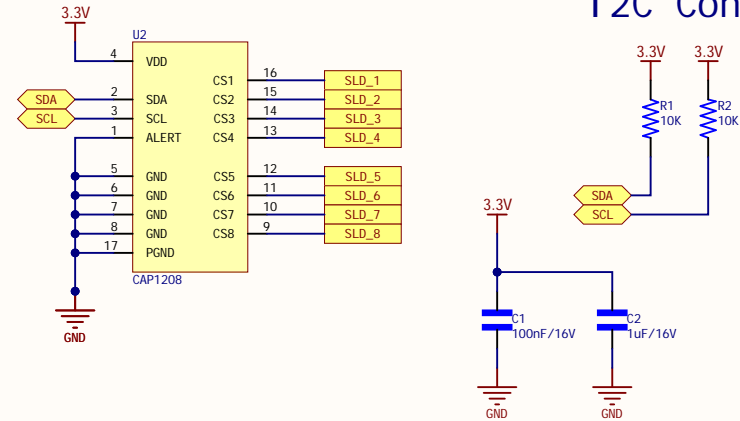 I2C Con
3.3V
U2
4 VDD
CS1 16 SLD_1
SDA 2 SDA
CS2 15 SLD_2
SCL 3 SCL
CS3 14 SLD_3
1 ALERT
CS4 13 SLD_4
5 GND
CS5 12 SLD_5
6 GND
CS6 11 SLD_6
7 GND
CS7 10 SLD_7
8 GND
CS8 9 SLD_8
17 PGND
CAP1208
GND
3.3V 3.3V
R1
10K
R2
10K
SDA
SCL
3.3V
C1
100nF/16V
C2
1uF/16V
GND
GND